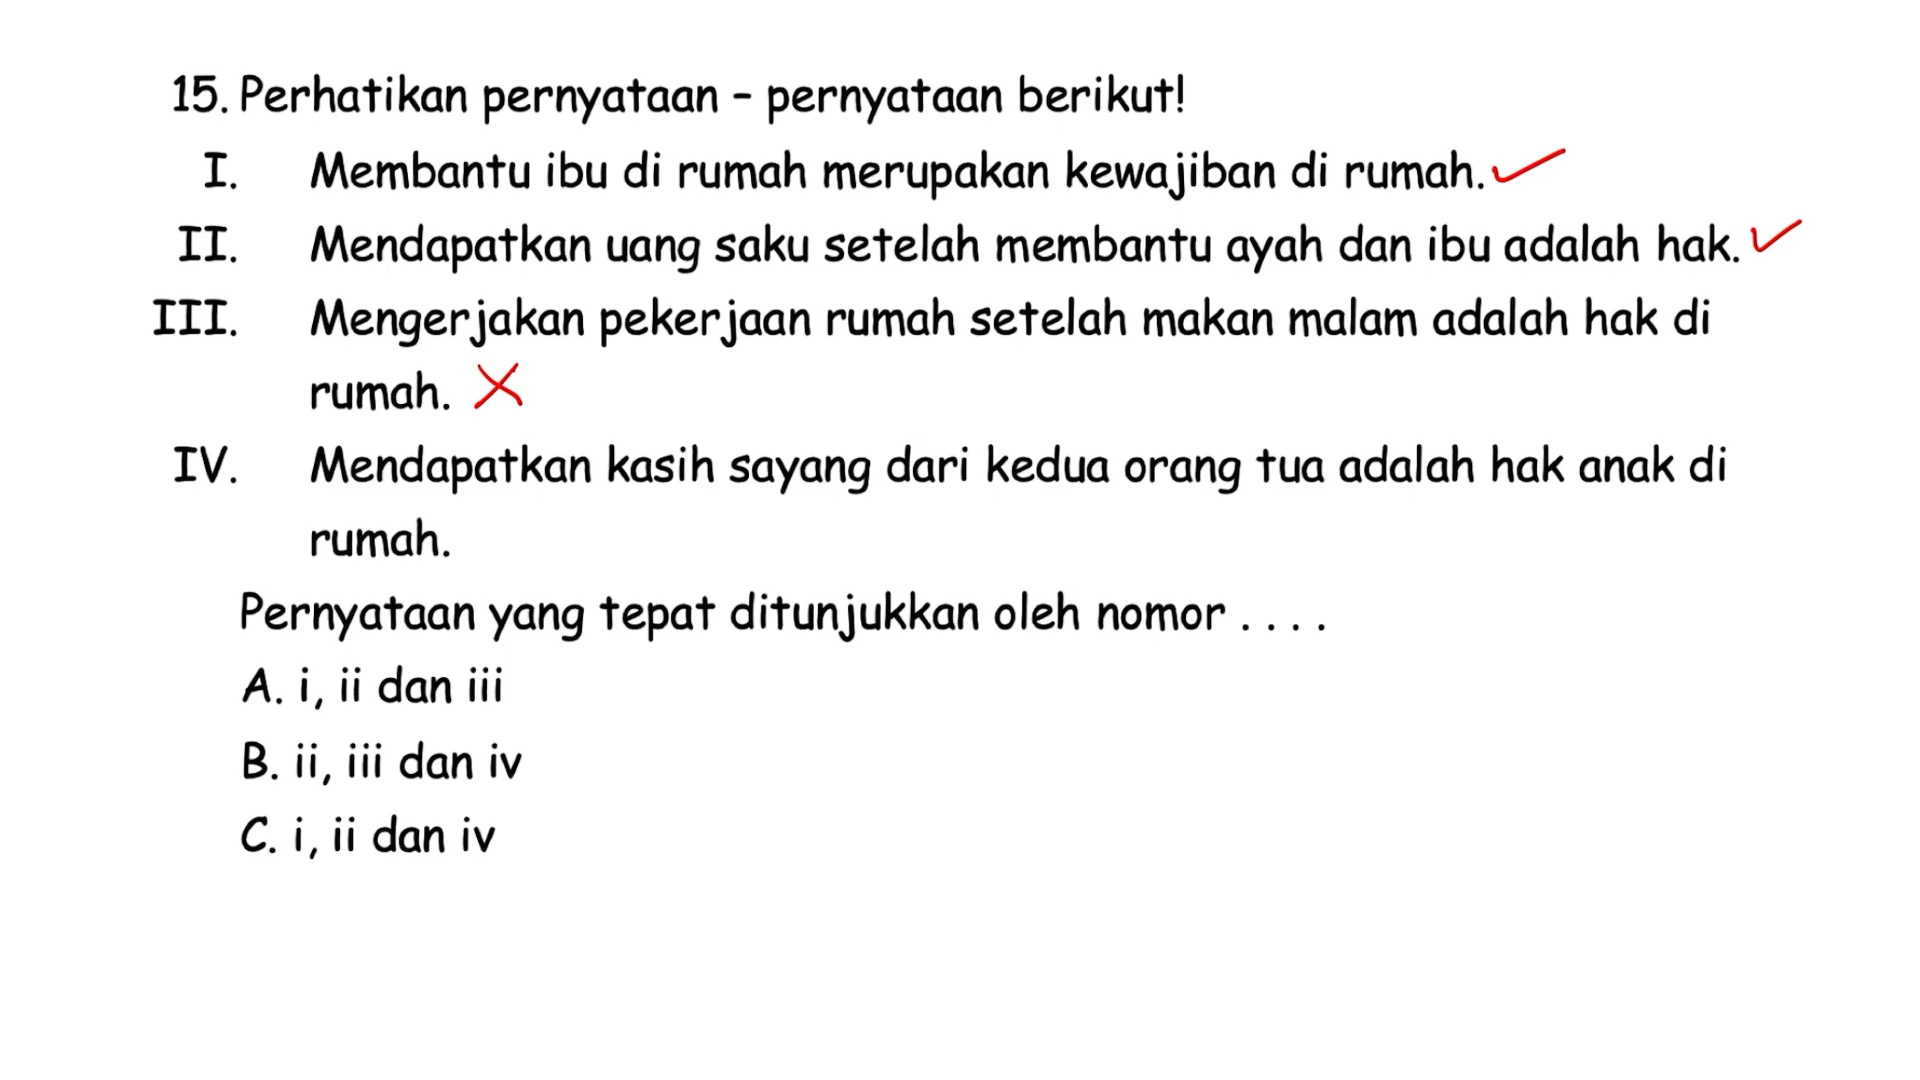 15. Perhatikan pernyataan – pernyataan berikut!
I. Membantu ibu di rumah merupakan kewajiban di rumah.
II. Mendapatkan uang saku setelah membantu ayah dan ibu adalah hak.
III. Mengerjakan pekerjaan rumah setelah makan malam adalah hak di
rumah.
IV. Mendapatkan kasih sayang dari kedua orang tua adalah hak anak di
rumah.
Pernyataan yang tepat ditunjukkan oleh nomor . . . .
A. i, ii dan iii
B. ii, iii dan iv
C. i, ii dan iv